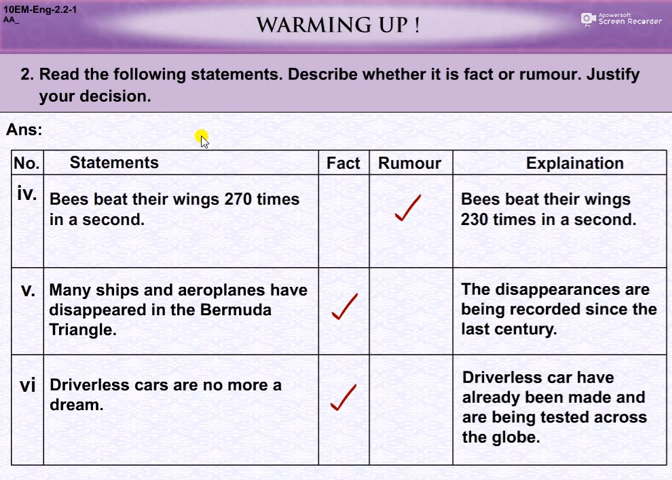 10EM-Eng-2.2-1
AA_
WARMING UP !
Apowersoft
Screen Recorder
2. Read the following statements. Describe whether it is fact or rumour. Justify
your decision.
Ans:
No. Statements Fact Rumour Explaination
iv. Bees beat their wings 270 times
in a second.
Bees beat their wings
230 times in a second.
v. Many ships and aeroplanes have
disappeared in the Bermuda
Triangle.
The disappearances are
being recorded since the
last century.
vi Driverless cars are no more a
dream.
Driverless car have
already been made and
are being tested across
the globe.